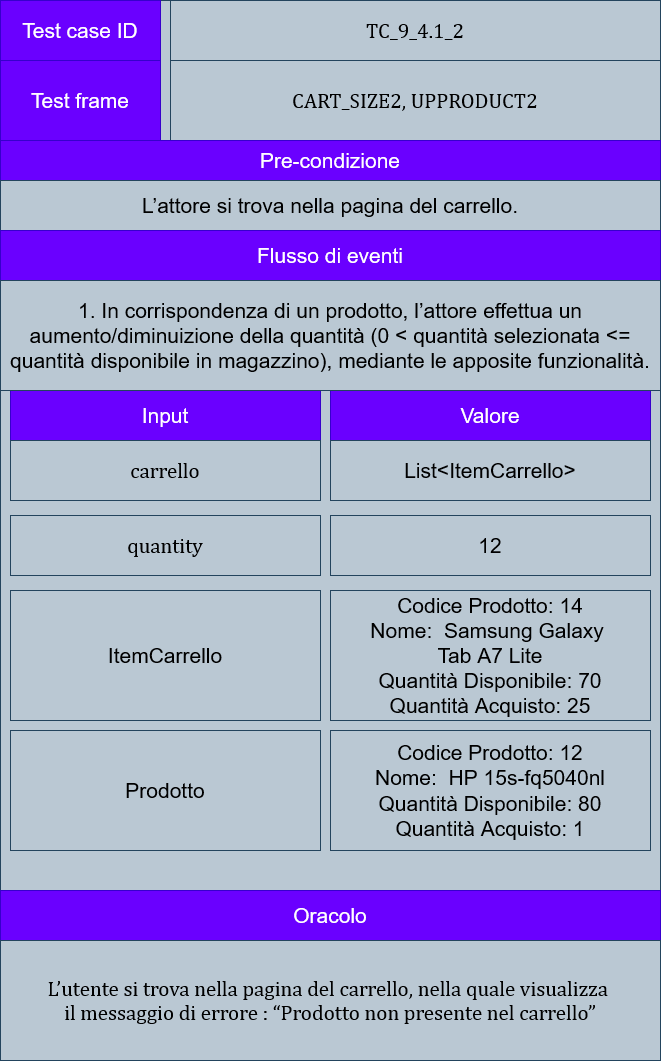 Test case ID
TC_9_4.1_2
Test frame
CART_SIZE2, UPPRODUCT2
Pre-condizione
L’attore si trova nella pagina del carrello.
Flusso di eventi
1. In corrispondenza di un prodotto, l’attore effettua un
aumento/diminuizione della quantità (0 < quantità selezionata <=
quantità disponibile in magazzino), mediante le apposite funzionalità.
Input
Valore
carrello
List<ItemCarrello>
quantity
12
ItemCarrello
Codice Prodotto: 14
Nome: Samsung Galaxy
Tab A7 Lite
Quantità Disponibile: 70
Quantità Acquisto: 25
Prodotto
Codice Prodotto: 12
Nome: HP 15s-fq5040nl
Quantità Disponibile: 80
Quantità Acquisto: 1
Oracolo
L’utente si trova nella pagina del carrello, nella quale visualizza
il messaggio di errore : “Prodotto non presente nel carrello”